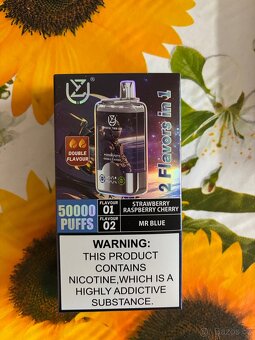 2 Flavors in 1
DOUBLE
FLAVOUR
50000
PUFFS
FLAVOUR
01
STRAWBERRY
RASPBERRY CHERRY
FLAVOUR
02
MR BLUE
WARNING:
THIS PRODUCT
CONTAINS
NICOTINE,WHICH IS A
HIGHLY ADDICTIVE
SUBSTANCE.